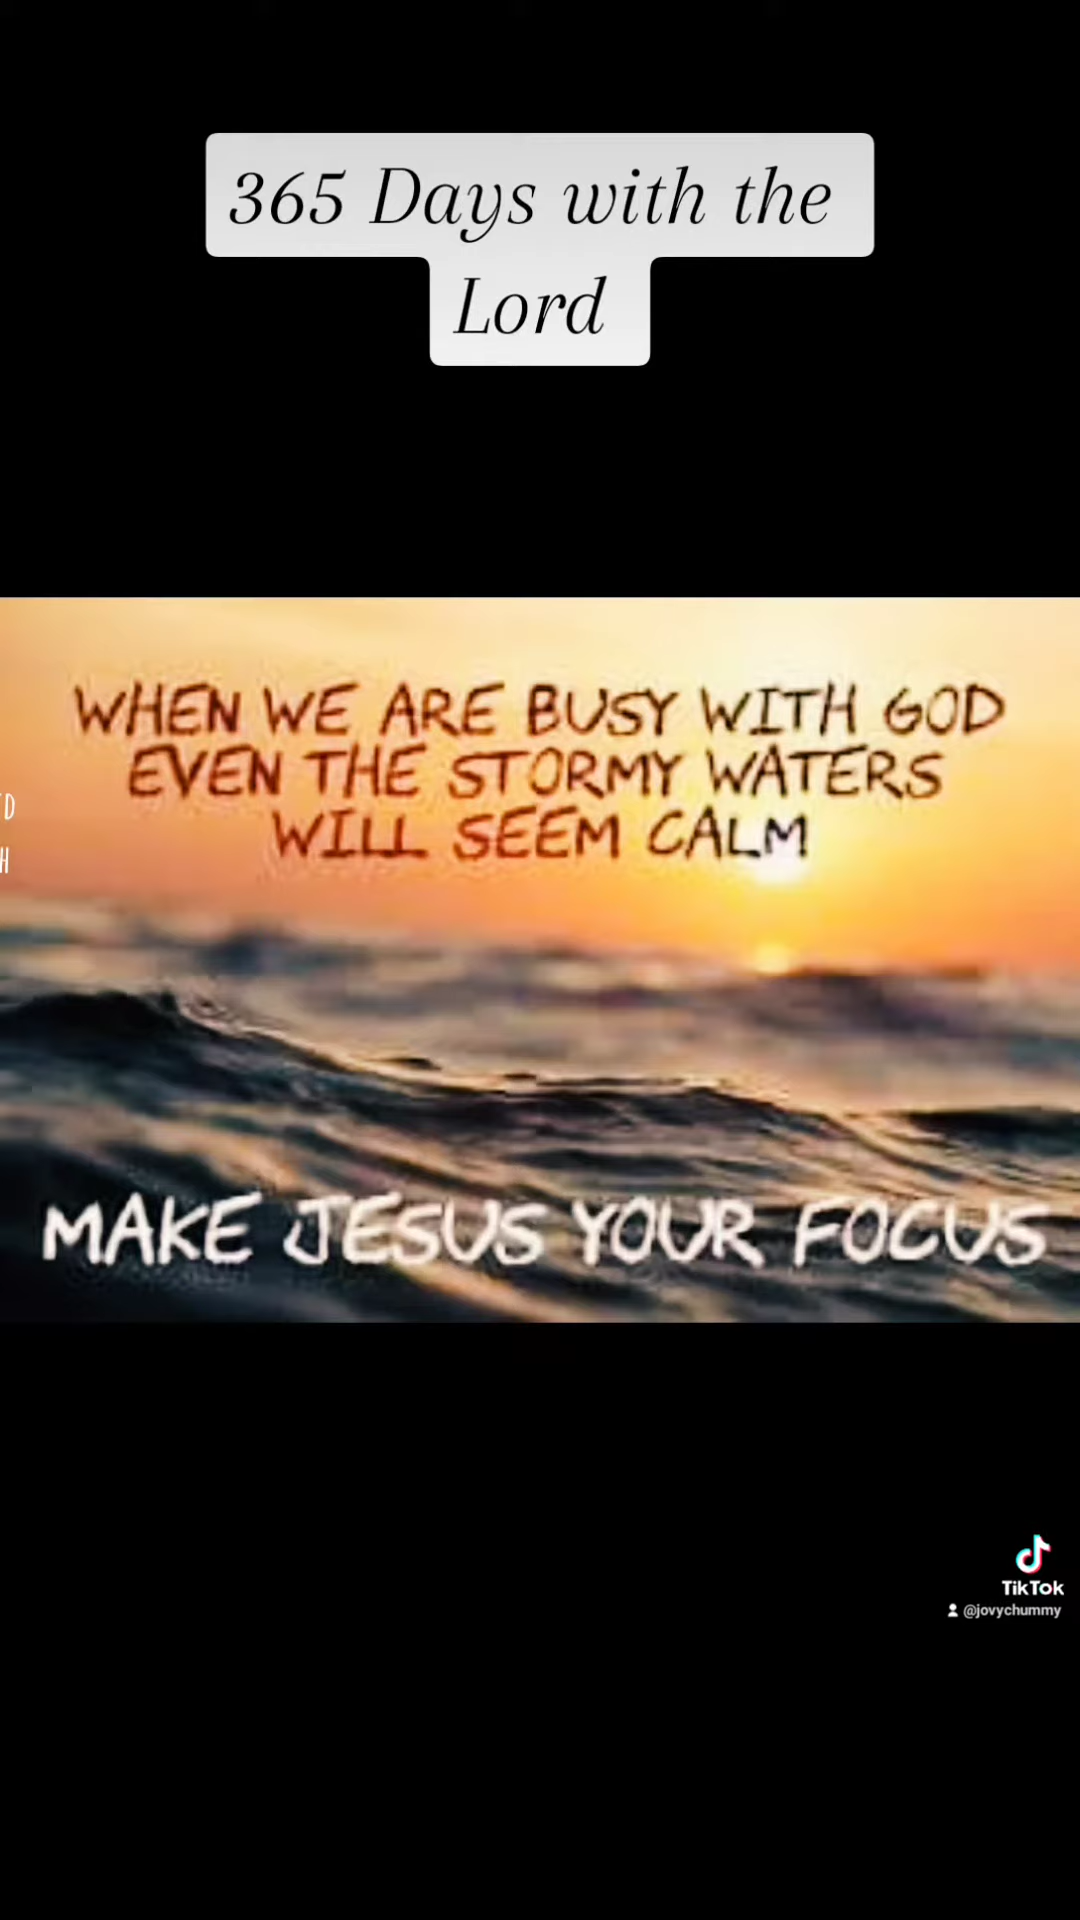 365 Days with the
Lord
WHEN WE ARE BUSY WITH GOD
EVEN THE STORMY WATERS
WILL SEEM CALM
MAKE JESUS YOUR FOCUS
TikTok
@jovychummy